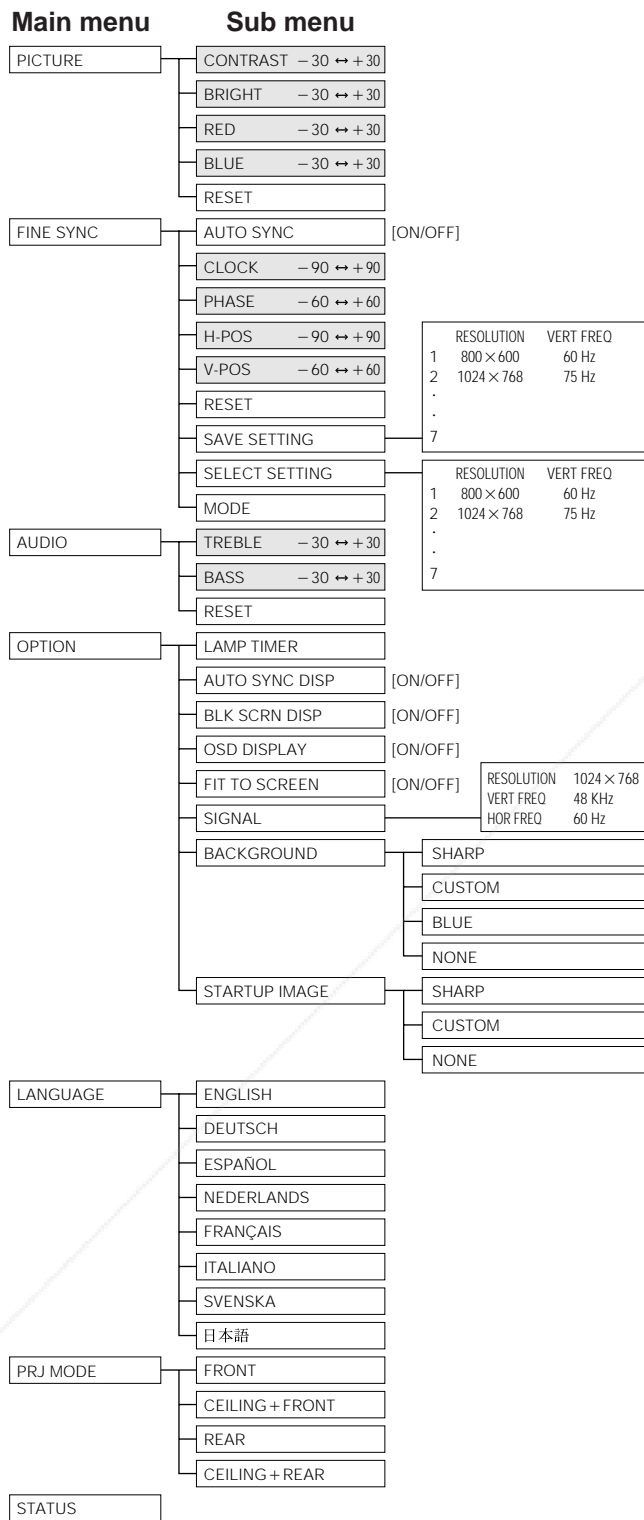 Main menu Sub menu
PICTURE
CONTRAST −30 ↔ +30
BRIGHT −30 ↔ +30
RED −30 ↔ +30
BLUE −30 ↔ +30
RESET
FINE SYNC
AUTO SYNC [ON/OFF]
CLOCK −90 ↔ +90
PHASE −60 ↔ +60
H-POS −90 ↔ +90
V-POS −60 ↔ +60
RESET
SAVE SETTING
RESOLUTION VERT FREQ
1 800 × 600 60 Hz
2 1024 × 768 75 Hz
·
·
7
SELECT SETTING
RESOLUTION VERT FREQ
1 800 × 600 60 Hz
2 1024 × 768 75 Hz
·
·
7
MODE
AUDIO
TREBLE −30 ↔ +30
BASS −30 ↔ +30
RESET
OPTION
LAMP TIMER
AUTO SYNC DISP [ON/OFF]
BLK SCRN DISP [ON/OFF]
OSD DISPLAY [ON/OFF]
FIT TO SCREEN [ON/OFF]
SIGNAL
RESOLUTION 1024 × 768
VERT FREQ 48 KHz
HOR FREQ 60 Hz
BACKGROUND
SHARP
CUSTOM
BLUE
NONE
STARTUP IMAGE
SHARP
CUSTOM
NONE
LANGUAGE
ENGLISH
DEUTSCH
ESPAÑOL
NEDERLANDS
FRANÇAIS
ITALIANO
SVENSKA
日本語
PRJ MODE
FRONT
CEILING + FRONT
REAR
CEILING + REAR
STATUS